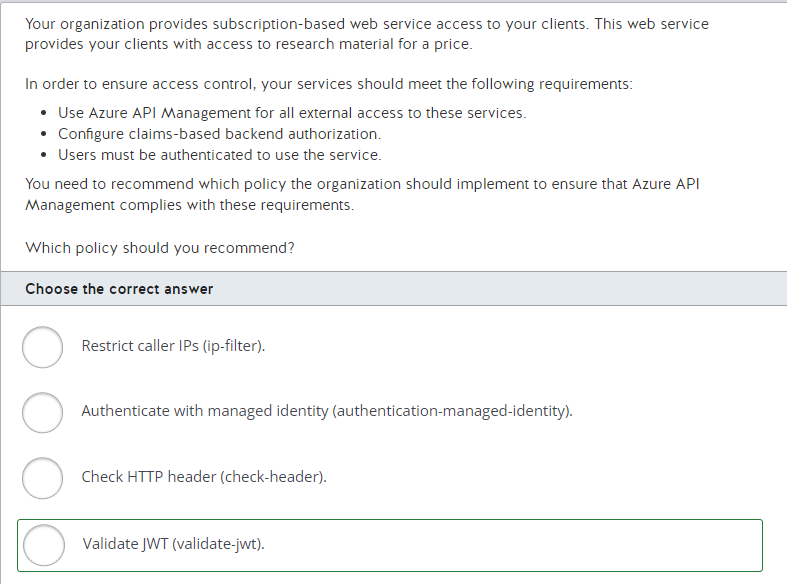 Your organization provides subscription-based web service access to your clients. This web service
provides your clients with access to research material for a price.
In order to ensure access control, your services should meet the following requirements:
• Use Azure API Management for all external access to these services.
• Configure claims-based backend authorization.
• Users must be authenticated to use the service.
You need to recommend which policy the organization should implement to ensure that Azure API
Management complies with these requirements.
Which policy should you recommend?
Choose the correct answer
Restrict caller IPs (ip-filter).
Authenticate with managed identity (authentication-managed-identity).
Check HTTP header (check-header).
Validate JWT (validate-jwt).